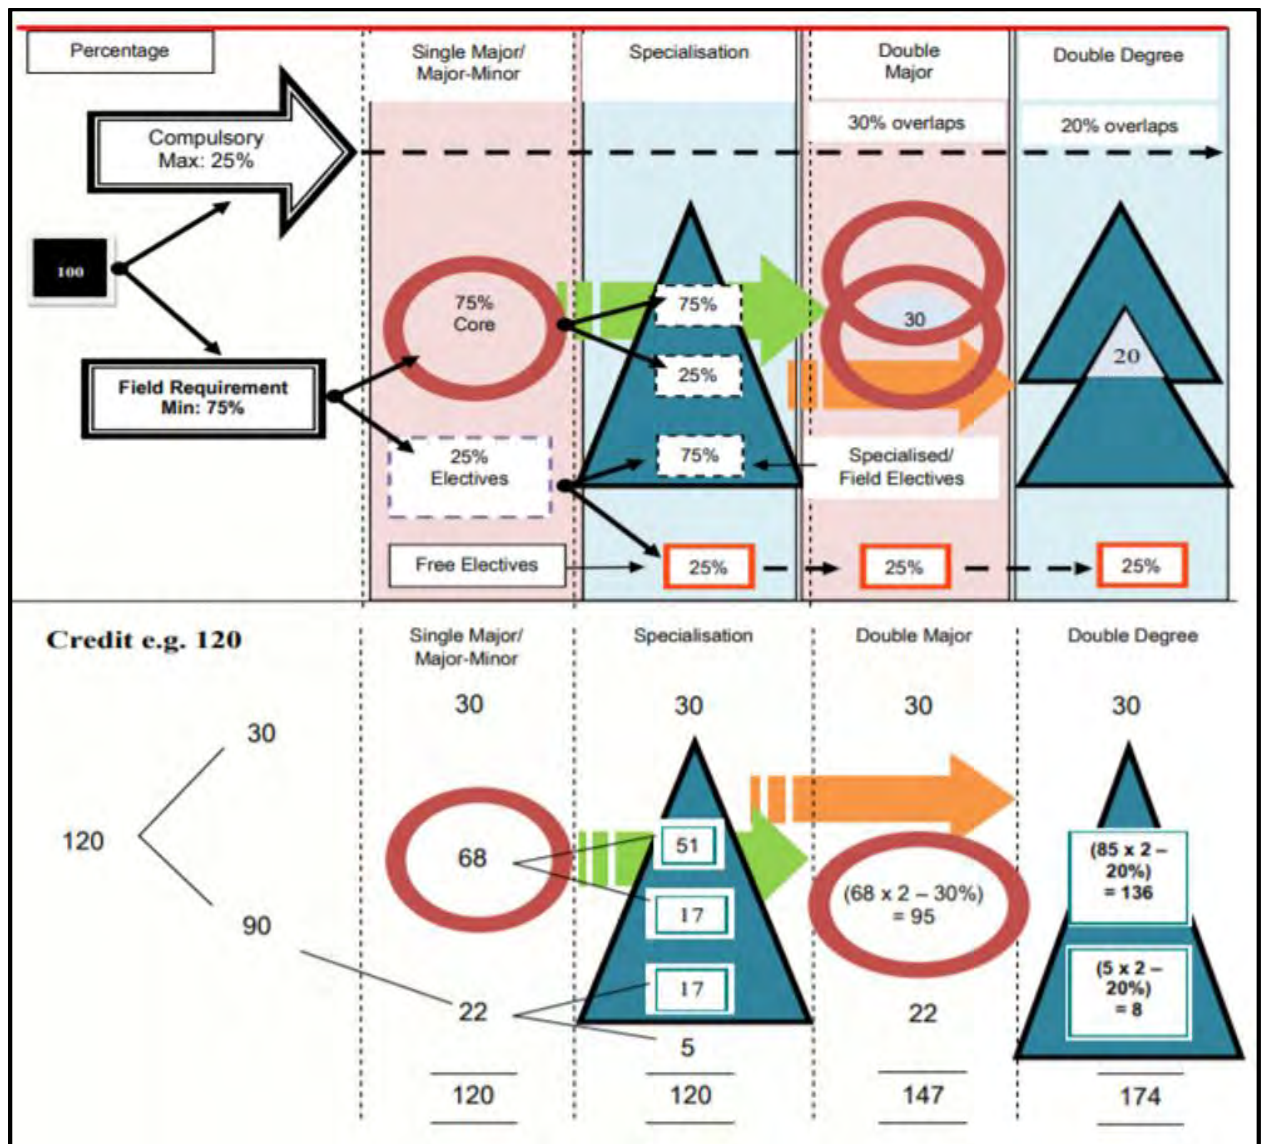 Percentage
Single Major/
Major-Minor
Specialisation
Double
Major
Double Degree
30% overlaps
20% overlaps
Compulsory
Max: 25%
100
75%
Core
75%
30
20
25%
Field Requirement
Min: 75%
25%
Electives
75%
Specialised/
Field Electives
Free Electives
25%
25%
25%
Credit e.g. 120
Single Major/
Major-Minor
Specialisation
Double Major
Double Degree
30
30
30
30
30
120
68
51
(68 x 2 – 30%)
= 95
(85 x 2 –
20%)
= 136
17
90
22
17
22
(5 x 2 –
20%)
= 8
5
120
120
147
174